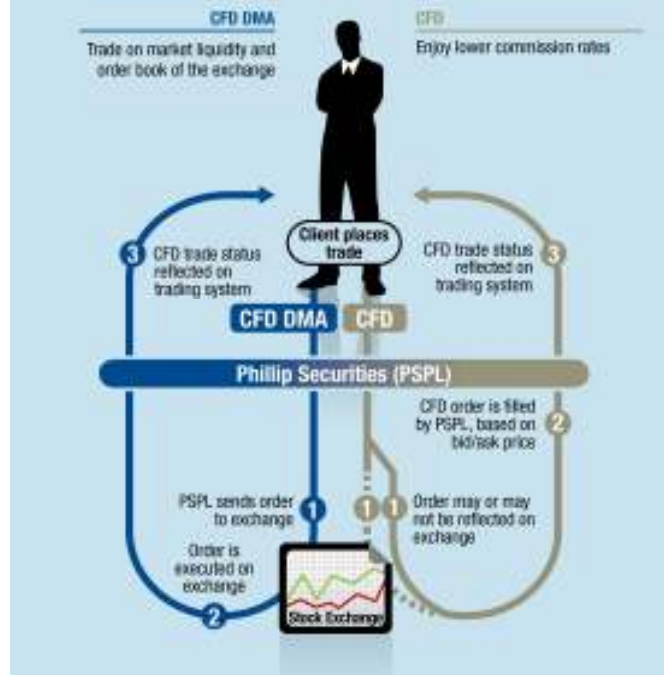 CFD DMA
Trade on market liquidity and
order book of the exchange
CFD
Enjoy lower commission rates
Client places
trade
3
CFD trade status
reflected on
trading system
CFD trade status
reflected on
trading system
3
CFD DMA
CFD
Phillip Securities (PSPL)
CFD order is filled
by PSPL, based on
bid/ask price
2
PSPL sends order
to exchange
1
1
1
Order may or may
not be reflected on
exchange
Order is
executed on
exchange
2
Stock Exchange